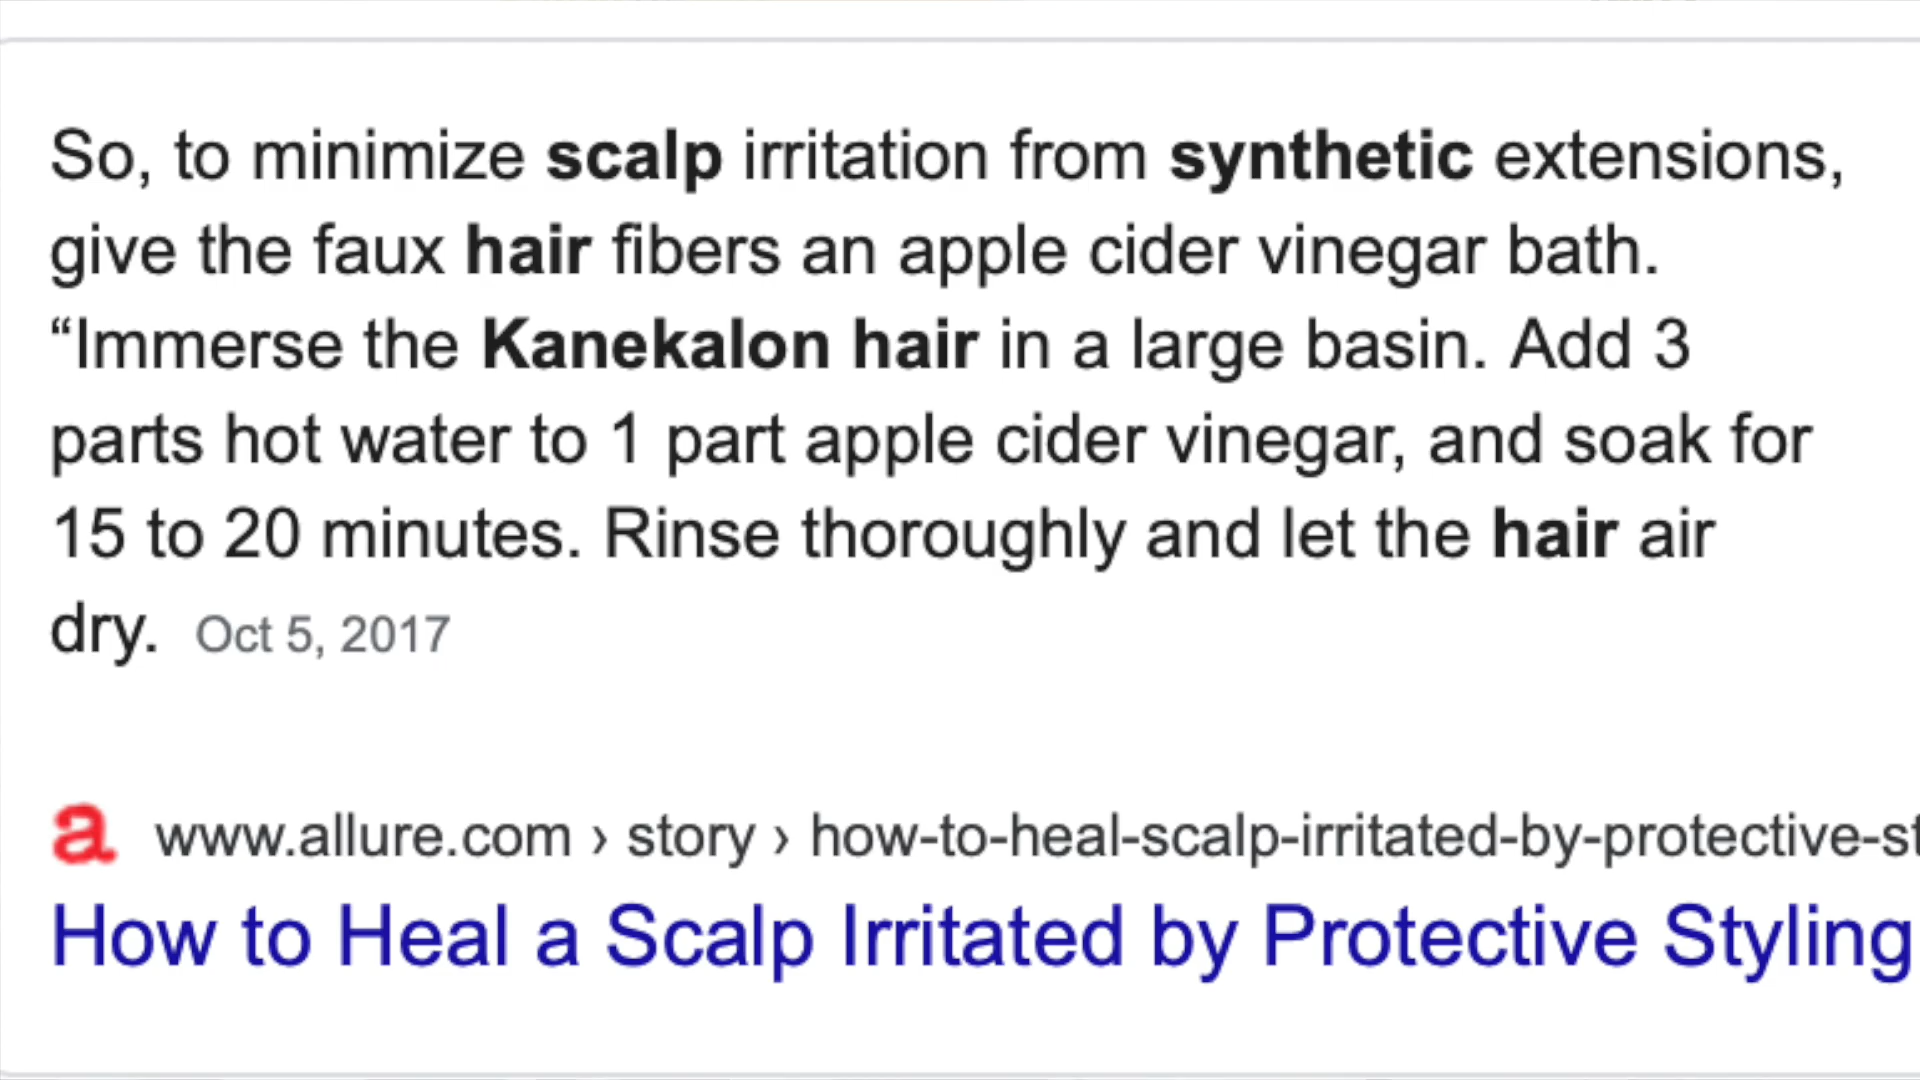 So, to minimize scalp irritation from synthetic extensions,
give the faux hair fibers an apple cider vinegar bath.
“Immerse the Kanekalon hair in a large basin. Add 3
parts hot water to 1 part apple cider vinegar, and soak for
15 to 20 minutes. Rinse thoroughly and let the hair air
dry. Oct 5, 2017
a www.allure.com › story › how-to-heal-scalp-irritated-by-protective-st
How to Heal a Scalp Irritated by Protective Styling